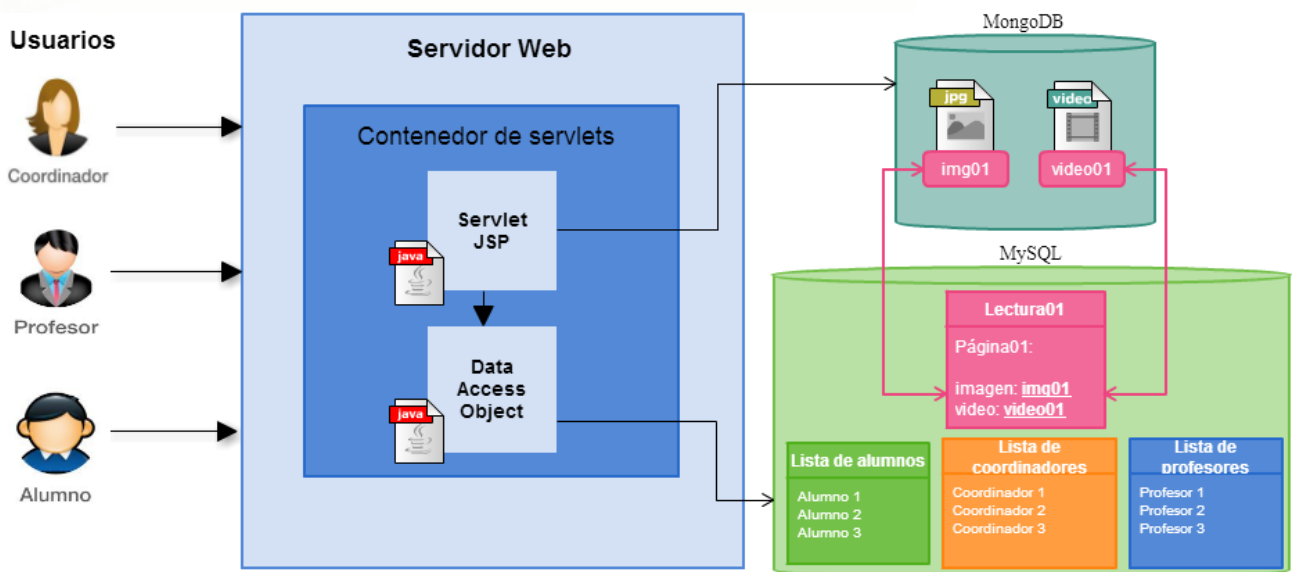 Usuarios
Coordinador
Profesor
Alumno
Servidor Web
Contenedor de servlets
Servlet
JSP
java
Data
Access
Object
java
MongoDB
jpg
video
img01
video01
MySQL
Lectura01
Página01:
imagen: img01
video: video01
Lista de alumnos
Alumno 1
Alumno 2
Alumno 3
Lista de
coordinadores
Coordinador 1
Coordinador 2
Coordinador 3
Lista de
profesores
Profesor 1
Profesor 2
Profesor 3